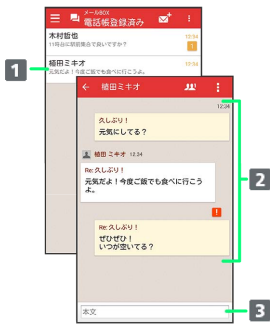 メールBOX
電話帳登録済み
木村哲也
12:34
11時台に駅前集合で良いですか？
1
植田ミキオ
12:34
元気だよ！今度ご飯でも食べに行こうよ。
1
植田ミキオ
12:34
久しぶり！
元気にしてる？
植田 ミキオ 12:34
Re:久しぶり！
元気だよ！今度ご飯でも食べに行こう
よ。
2
!
Re:久しぶり！
ぜひぜひ！
いつが空いてる？
本文
3